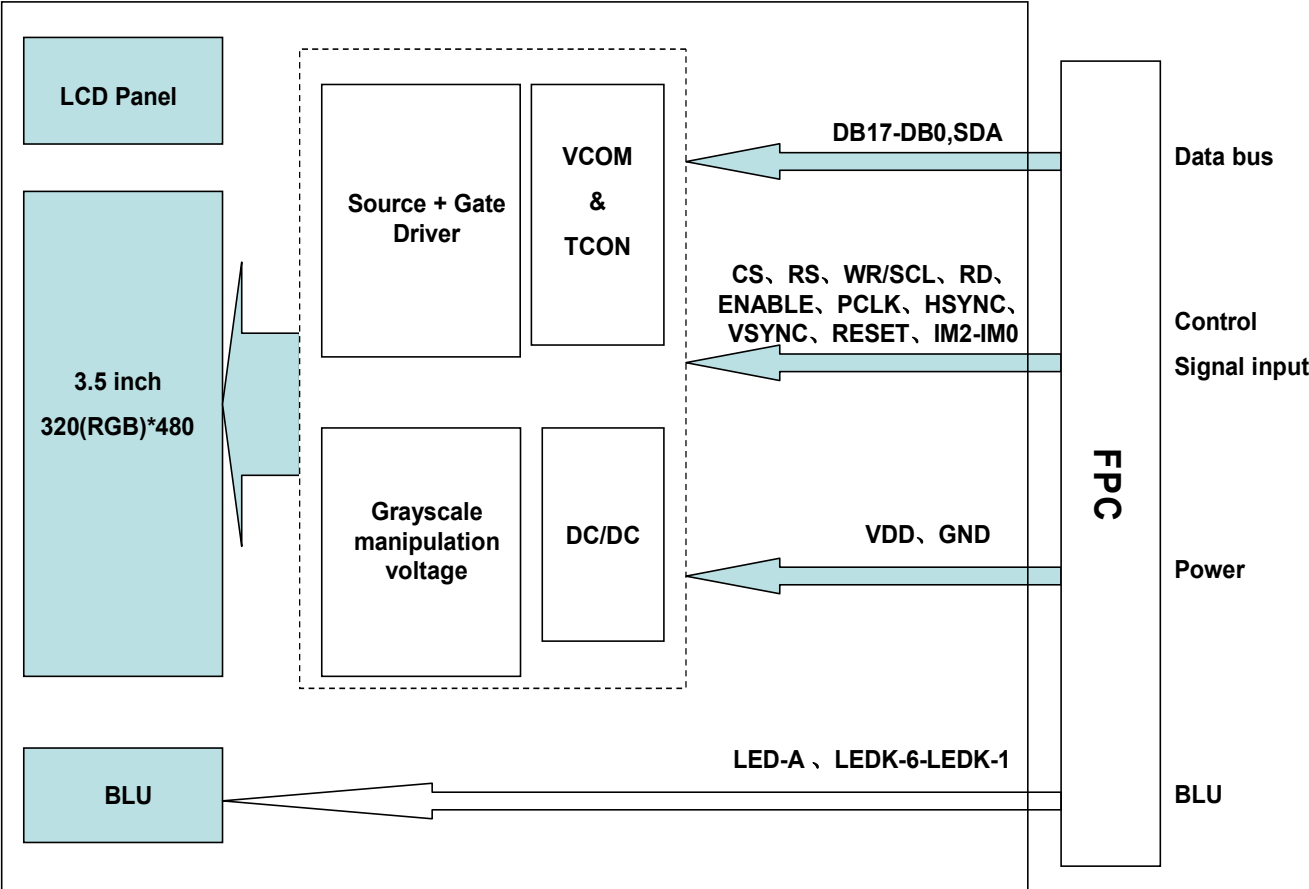 LCD Panel
3.5 inch
320(RGB)*480
BLU
Source + Gate
Driver
VCOM
&
TCON
Grayscale
manipulation
voltage
DC/DC
DB17-DB0,SDA
CS、RS、WR/SCL、RD、
ENABLE、PCLK、HSYNC、
VSYNC、RESET、IM2-IM0
VDD、GND
LED-A 、LEDK-6-LEDK-1
FPC
Data bus
Control
Signal input
Power
BLU